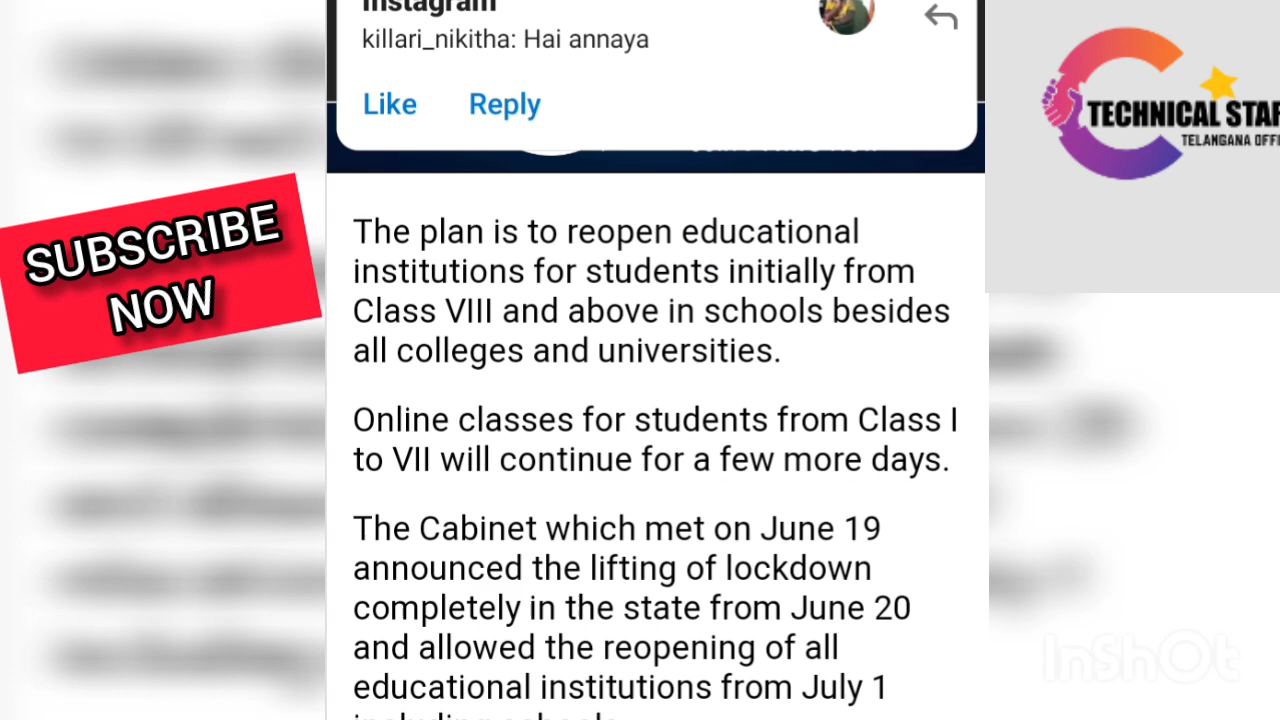 Instagram
killari_nikitha: Hai annaya
Like Reply
TECHNICAL STAR
TELANGANA OFFI
SUBSCRIBE
NOW
The plan is to reopen educational
institutions for students initially from
Class VIII and above in schools besides
all colleges and universities.
Online classes for students from Class I
to VII will continue for a few more days.
The Cabinet which met on June 19
announced the lifting of lockdown
completely in the state from June 20
and allowed the reopening of all
educational institutions from July 1
including schools
InShOt